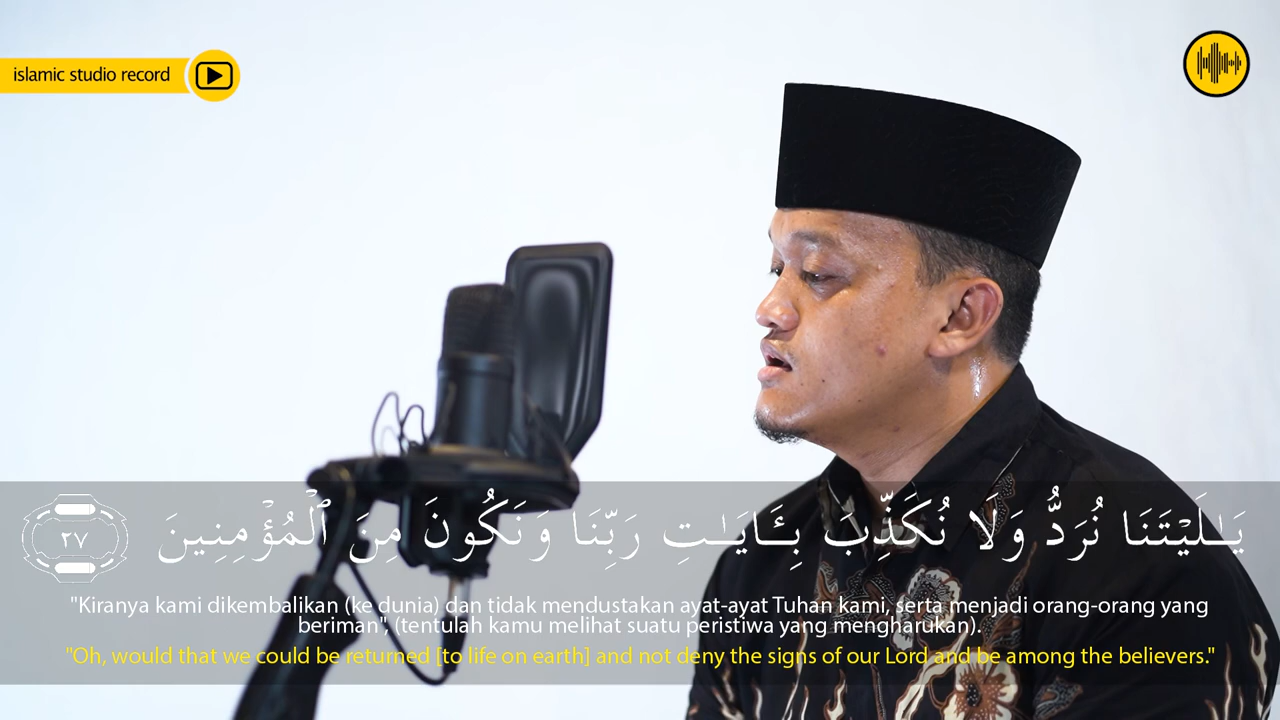 islamic studio record
يَـٰلَيْتَنَا نُرَدُّ وَلَا نُكَذِّبَ بِـَٔايَـٰتِ رَبِّنَا وَنَكُونَ مِنَ ٱلْمُؤْمِنِينَ ٢٧
"Kiranya kami dikembalikan (ke dunia) dan tidak mendustakan ayat-ayat Tuhan kami, serta menjadi orang-orang yang
beriman", (tentulah kamu melihat suatu peristiwa yang mengharukan).
"Oh, would that we could be returned [to life on earth] and not deny the signs of our Lord and be among the believers."